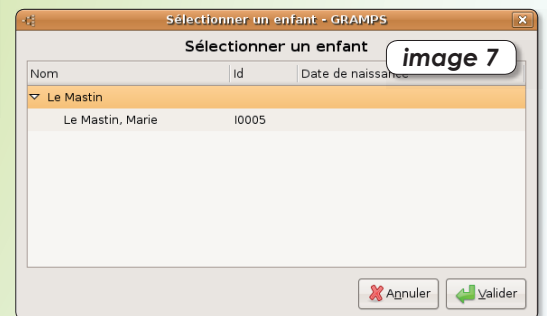 Sélectionner un enfant - GRAMPS
Sélectionner un enfant
image 7
Nom Id Date de naissance
Le Mastin
Le Mastin, Marie I0005
Annuler Valider